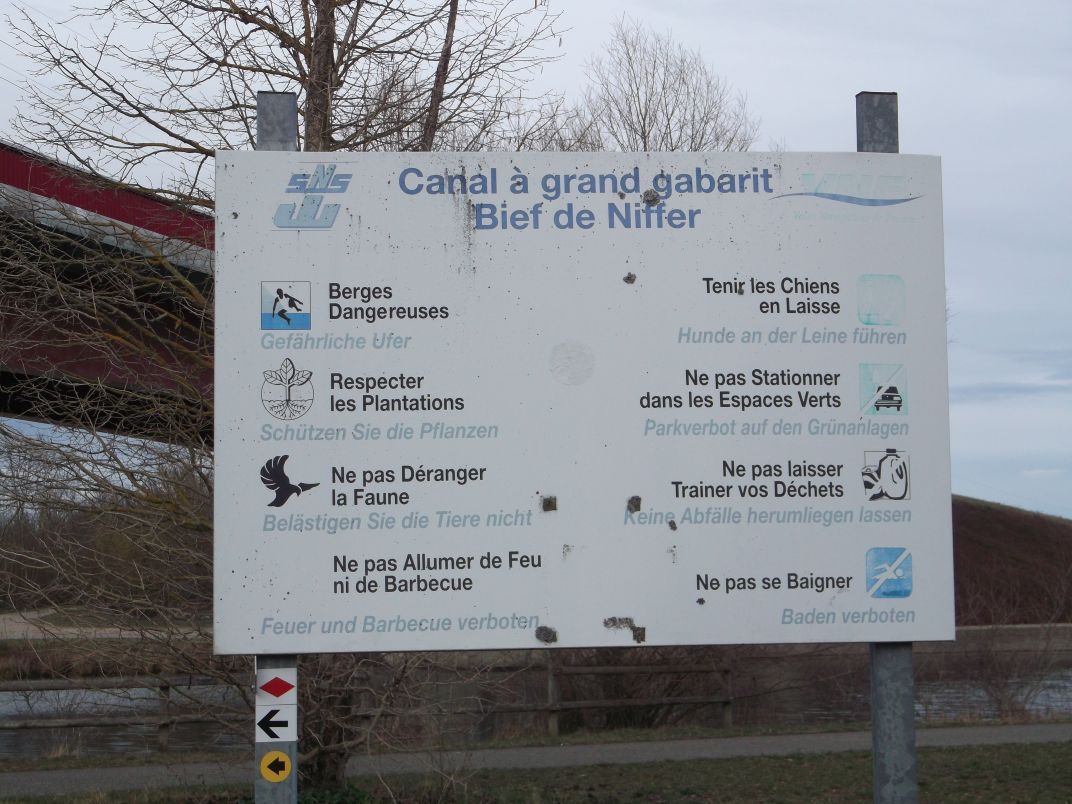 SNS
Canal à grand gabarit
Bief de Niffer
Berges
Dangereuses
Gefährliche Ufer
Respecter
les Plantations
Schützen Sie die Pflanzen
Ne pas Déranger
la Faune
Belästigen Sie die Tiere nicht
Ne pas Allumer de Feu
ni de Barbecue
Feuer und Barbecue verboten
Tenir les Chiens
en Laisse
Hunde an der Leine führen
Ne pas Stationner
dans les Espaces Verts
Parkverbot auf den Grünanlagen
Ne pas laisser
Trainer vos Déchets
Keine Abfälle herumliegen lassen
Ne pas se Baigner
Baden verboten